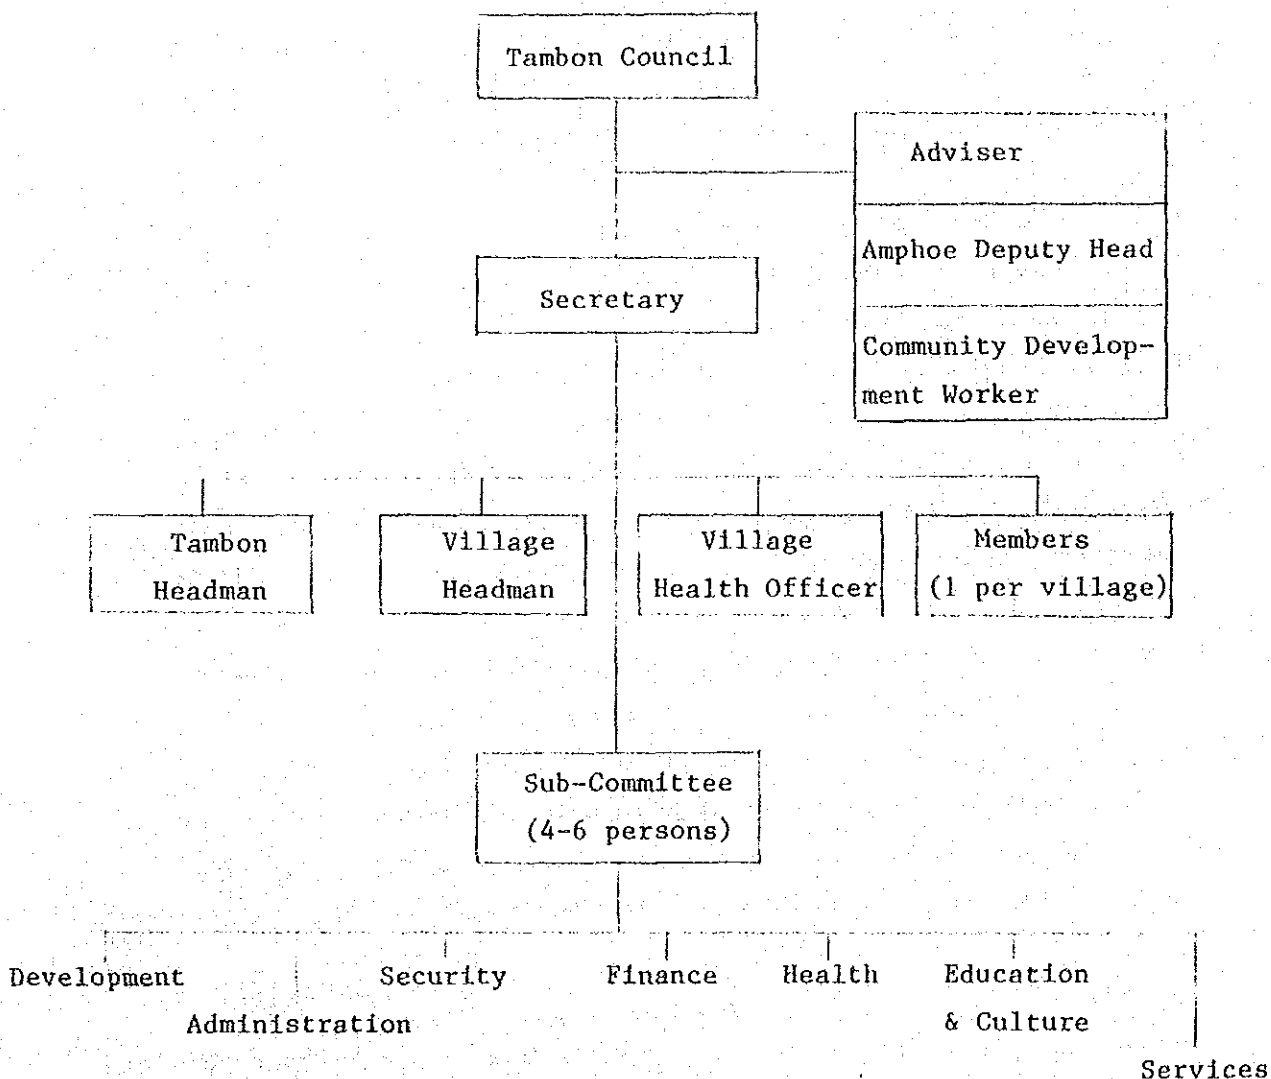 Tambon Council
Adviser
Amphoe Deputy Head
Community Develop-
ment Worker
Secretary
Tambon
Headman
Village
Headman
Village
Health Officer
Members
(1 per village)
Sub-Committee
(4-6 persons)
Development
Administration
Security
Finance
Health
Education
& Culture
Services